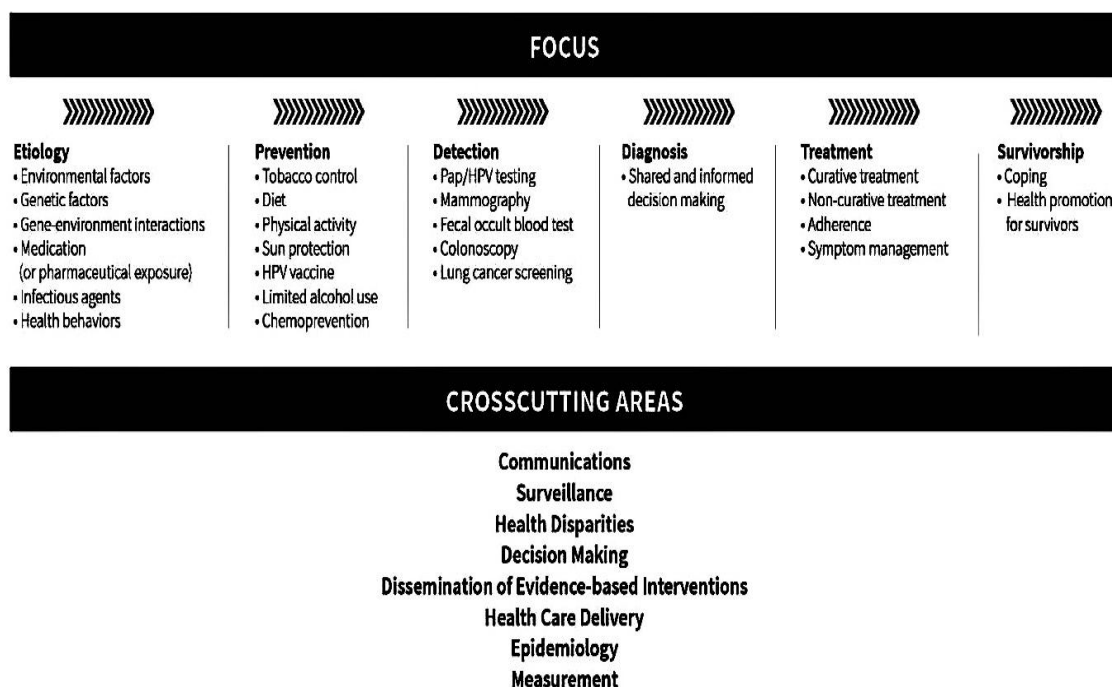 FOCUS
Etiology
• Environmental factors
• Genetic factors
• Gene-environment interactions
• Medication
(or pharmaceutical exposure)
• Infectious agents
• Health behaviors
Prevention
• Tobacco control
• Diet
• Physical activity
• Sun protection
• HPV vaccine
• Limited alcohol use
• Chemoprevention
Detection
• Pap/HPV testing
• Mammography
• Fecal occult blood test
• Colonoscopy
• Lung cancer screening
Diagnosis
• Shared and informed
decision making
Treatment
• Curative treatment
• Non-curative treatment
• Adherence
• Symptom management
Survivorship
• Coping
• Health promotion
for survivors
CROSSCUTTING AREAS
Communications
Surveillance
Health Disparities
Decision Making
Dissemination of Evidence-based Interventions
Health Care Delivery
Epidemiology
Measurement